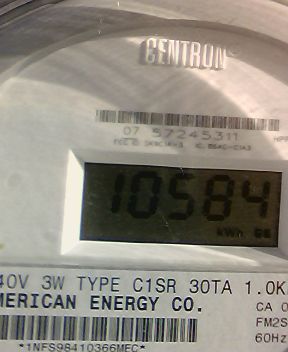 CENTRON
07 57245311
10584
kWh
40V 3W TYPE C1SR 30TA 1.0K
MERICAN ENERGY CO.
CA 0
FM2S
60Hz
*1NFS98410366MEC*